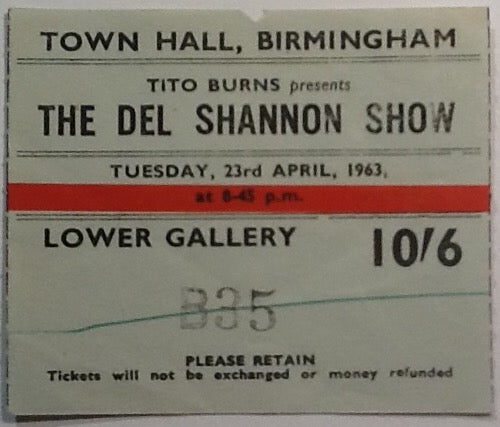 TOWN HALL, BIRMINGHAM
TITO BURNS presents
THE DEL SHANNON SHOW
TUESDAY, 23rd APRIL, 1963,
at 8-45 p.m.
LOWER GALLERY 10/6
B35
PLEASE RETAIN
Tickets will not be exchanged or money refunded